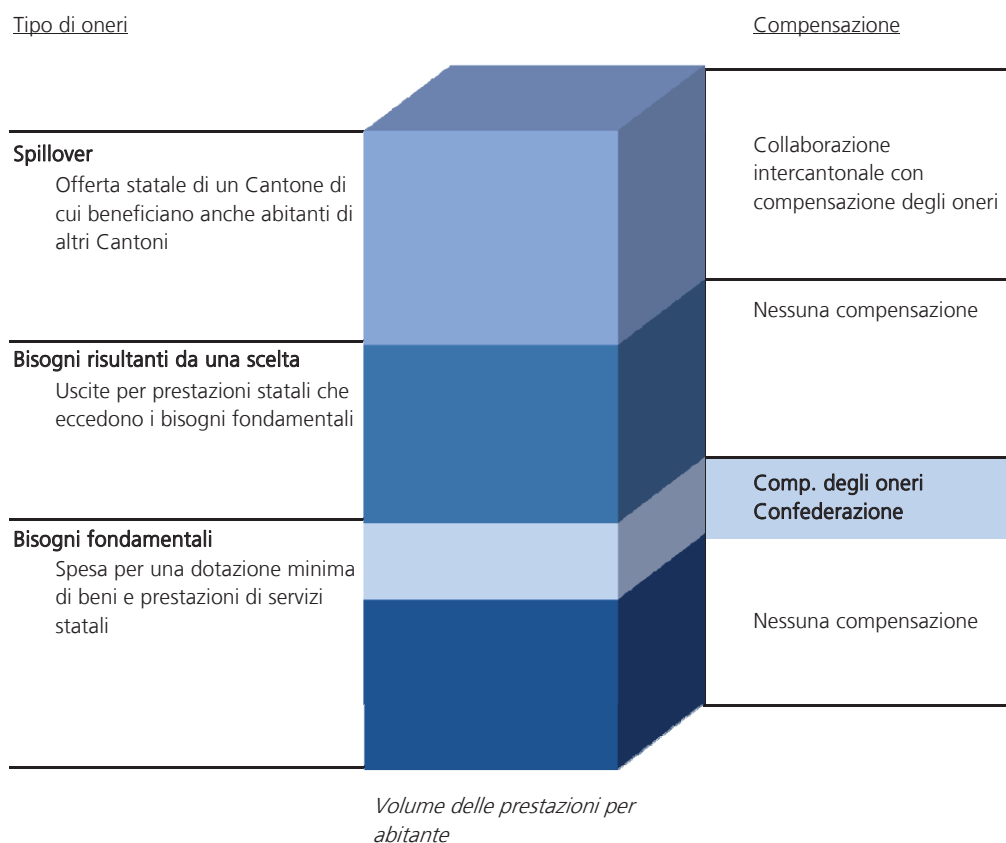 Tipo di oneri
Compensazione
Spillover
Offerta statale di un Cantone di
cui beneficiano anche abitanti di
altri Cantoni
Collaborazione
intercantonale con
compensazione degli oneri
Nessuna compensazione
Bisogni risultanti da una scelta
Uscite per prestazioni statali che
eccedono i bisogni fondamentali
Comp. degli oneri
Confederazione
Bisogni fondamentali
Spesa per una dotazione minima
di beni e prestazioni di servizi
statali
Nessuna compensazione
Volume delle prestazioni per
abitante